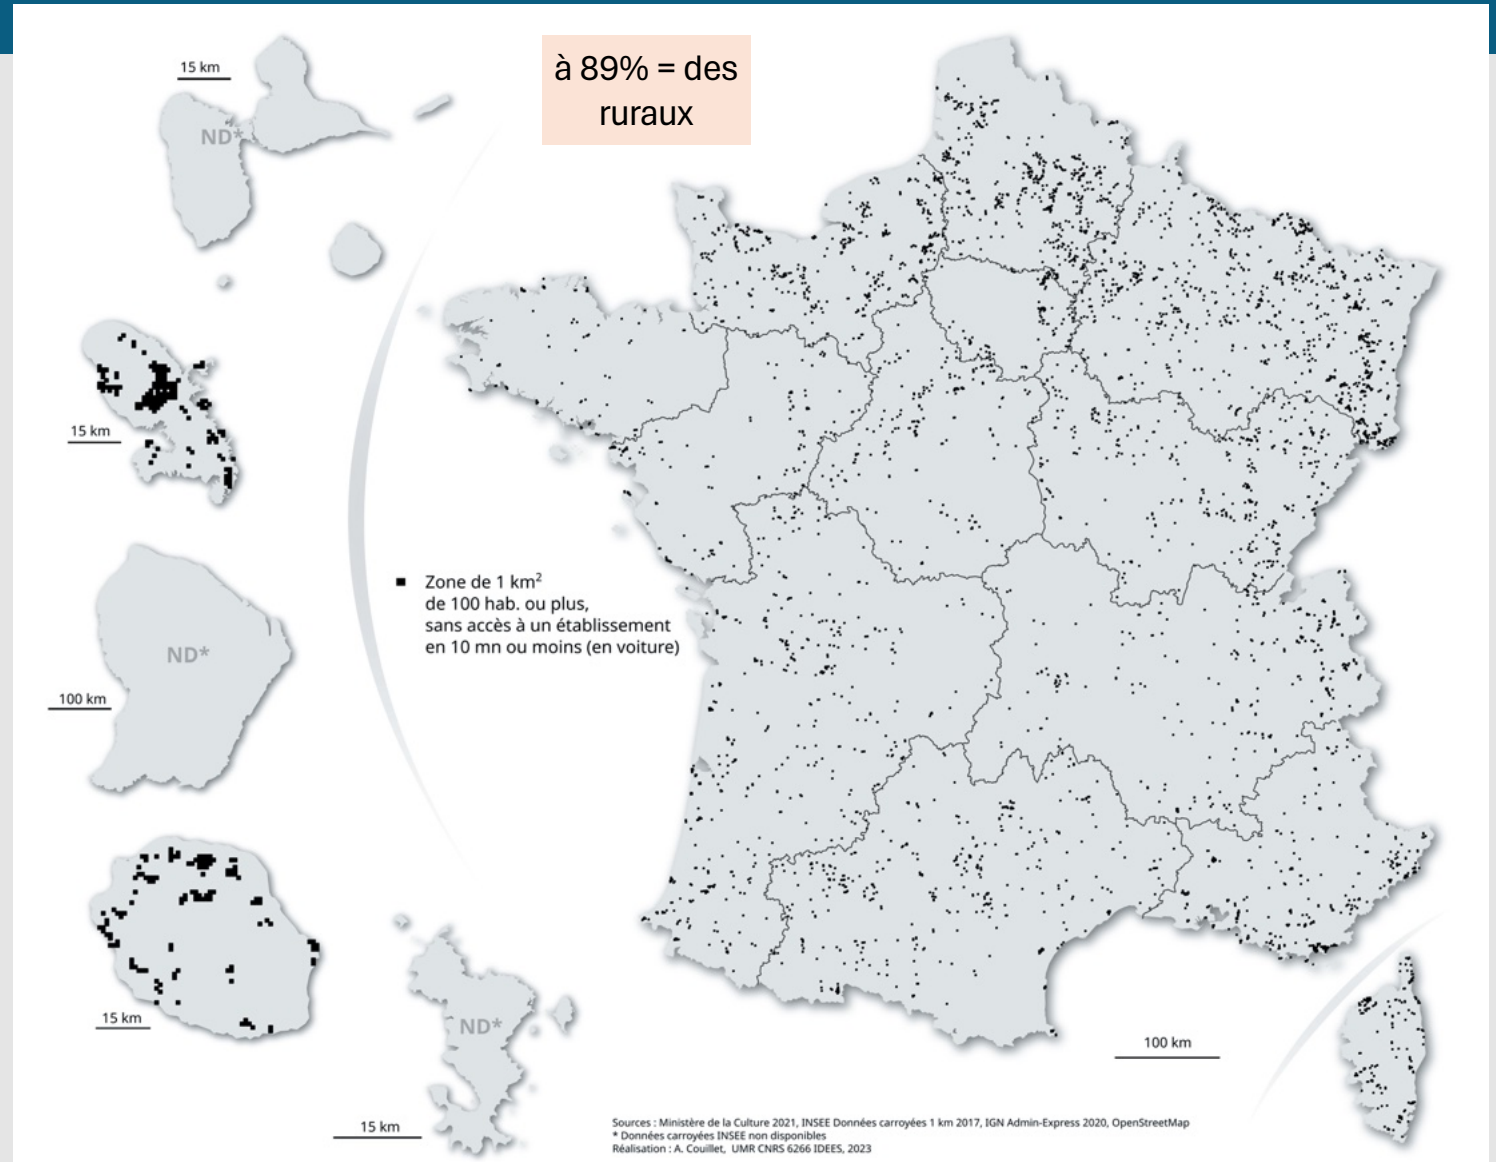 15 km
ND*
à 89% = des
ruraux
15 km
Zone de 1 km²
de 100 hab. ou plus,
sans accès à un établissement
en 10 mn ou moins (en voiture)
ND*
100 km
15 km
ND*
15 km
100 km
Sources : Ministère de la Culture 2021, INSEE Données carroyées 1 km 2017, IGN Admin-Express 2020, OpenStreetMap
* Données carroyées INSEE non disponibles
Réalisation : A. Couillet, UMR CNRS 6266 IDEES, 2023